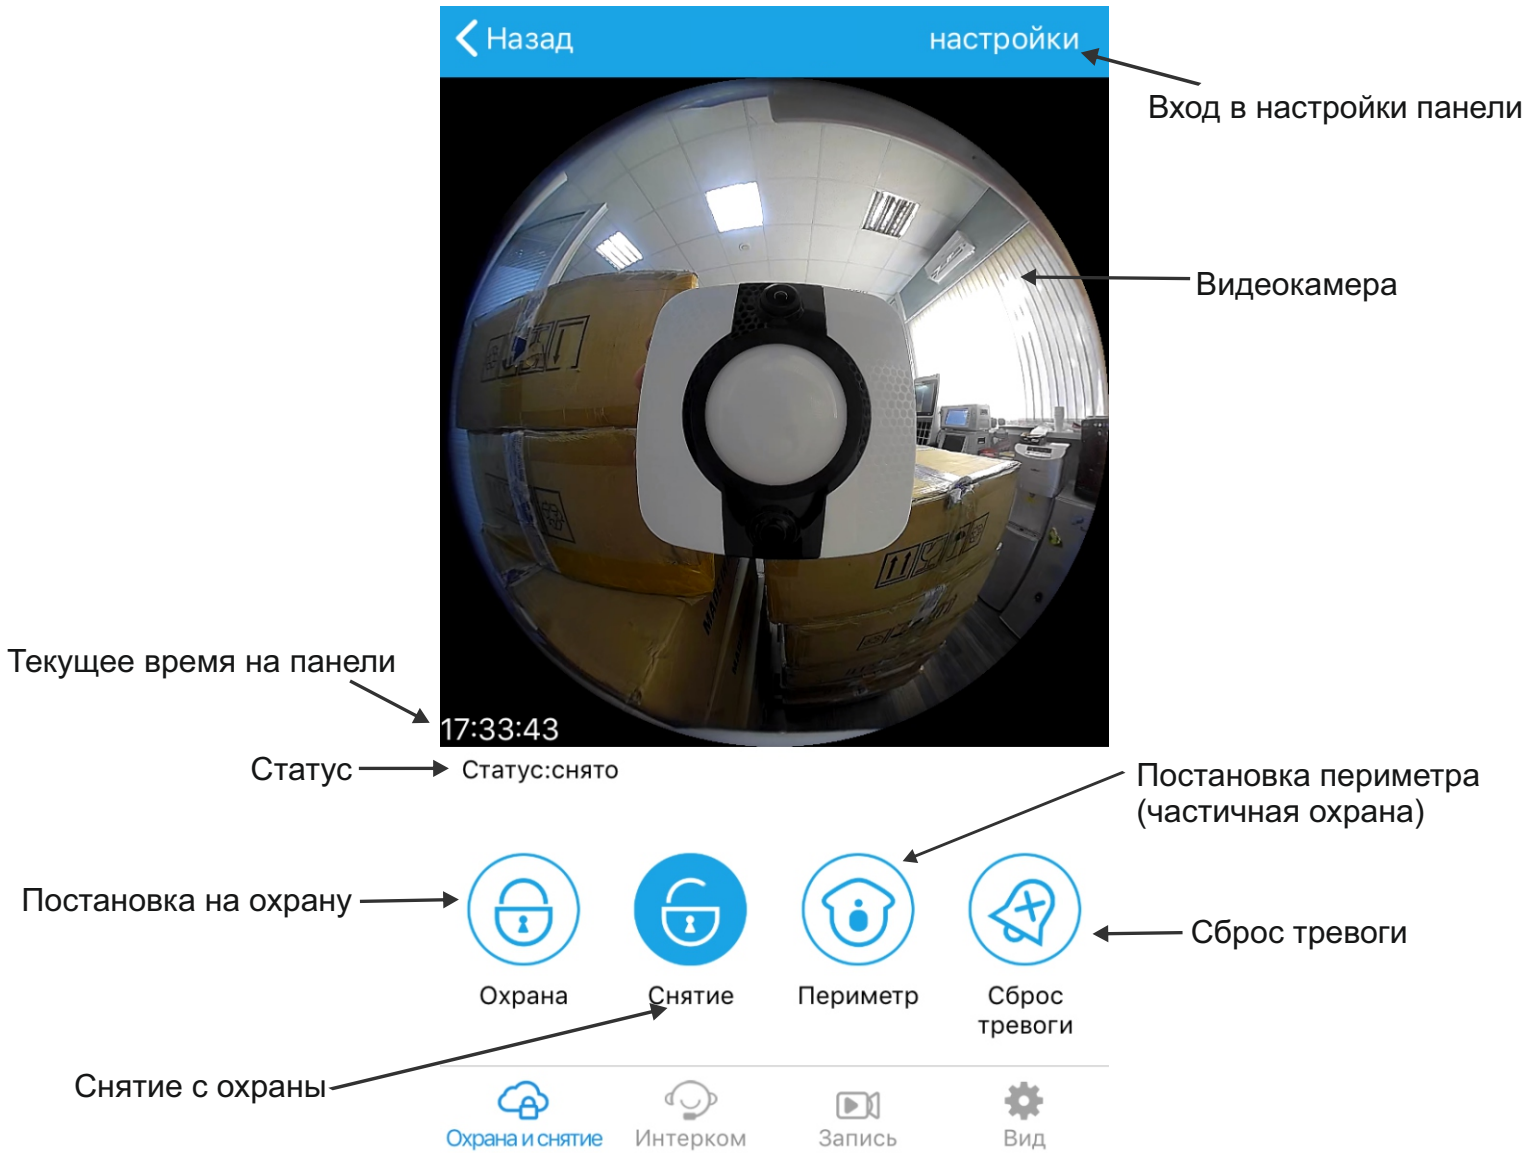 Назад
настройки
Вход в настройки панели
Видеокамера
Текущее время на панели
17:33:43
Статус
Статус:снято
Постановка периметра
(частичная охрана)
Постановка на охрану
Сброс тревоги
Охрана
Снятие
Периметр
Сброс
тревоги
Снятие с охраны
Охрана и снятие
Интерком
Запись
Вид